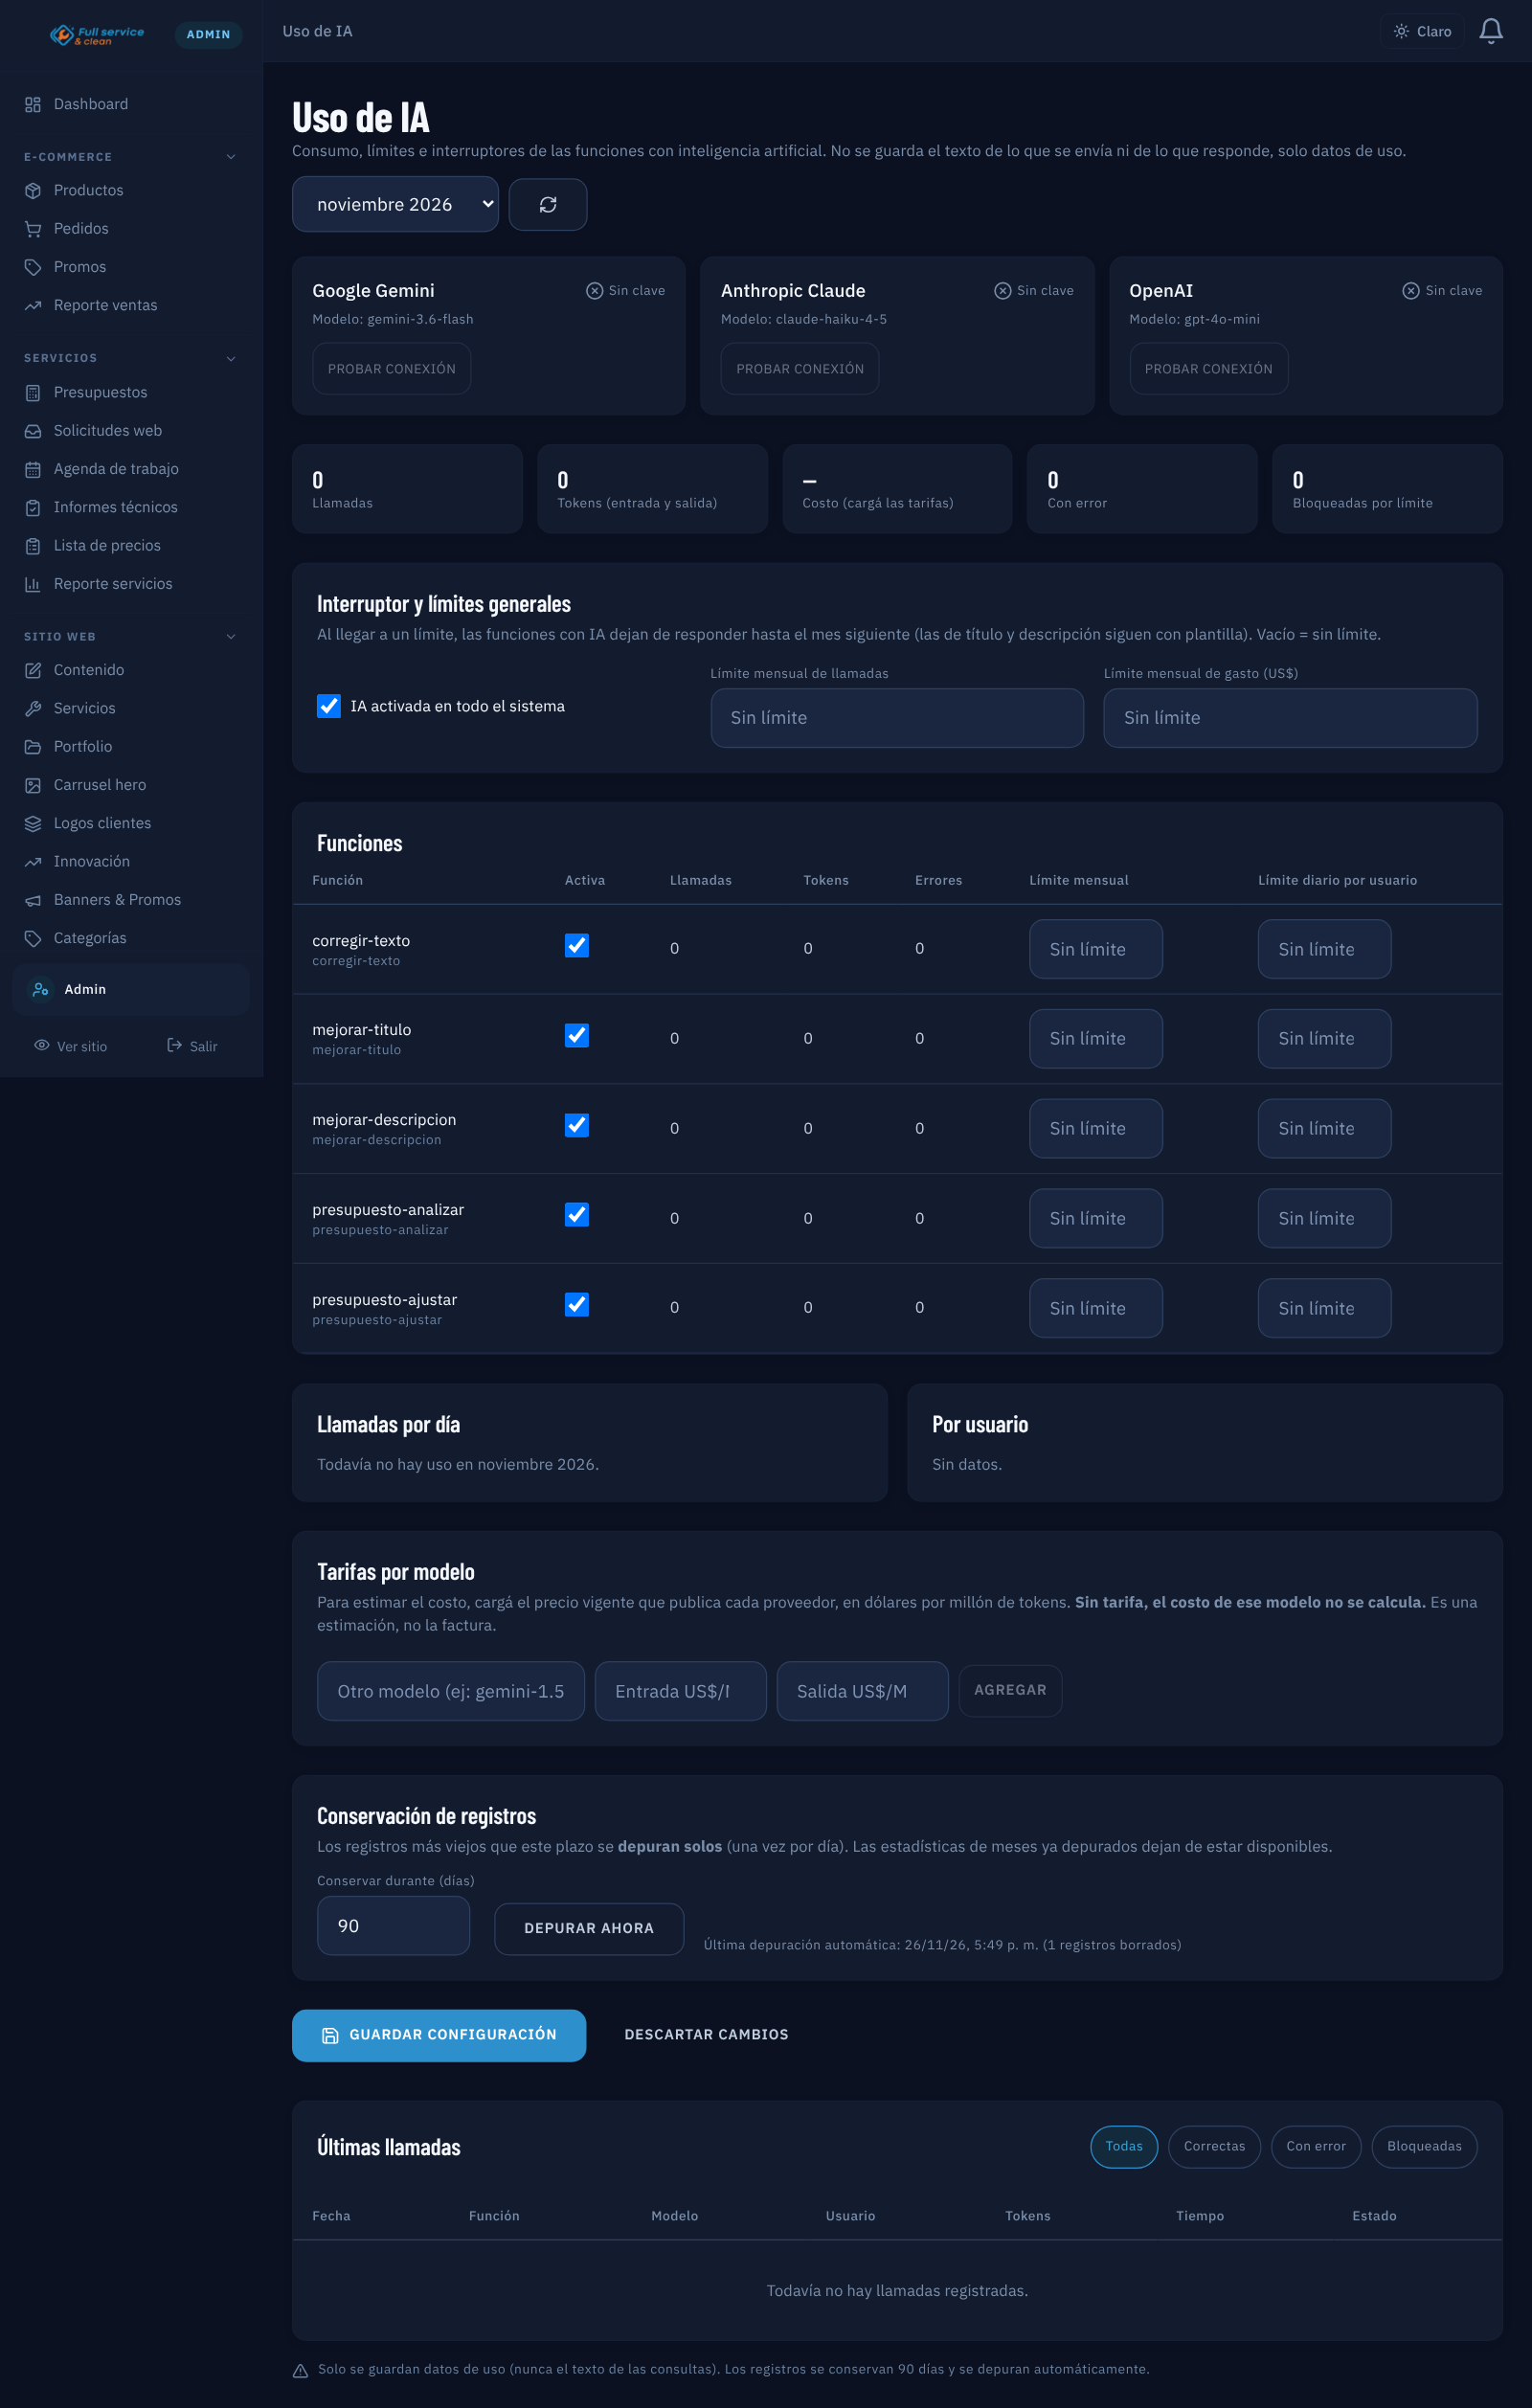 Full service
& clean
ADMIN
Uso de IA
Claro
Dashboard
E-COMMERCE
Productos
Pedidos
Promos
Reporte ventas
SERVICIOS
Presupuestos
Solicitudes web
Agenda de trabajo
Informes técnicos
Lista de precios
Reporte servicios
SITIO WEB
Contenido
Servicios
Portfolio
Carrusel hero
Logos clientes
Innovación
Banners & Promos
Categorías
Admin
Ver sitio
Salir
Uso de IA
Consumo, límites e interruptores de las funciones con inteligencia artificial. No se guarda el texto de lo que se envía ni de lo que responde, solo datos de uso.
noviembre 2026
Google Gemini
Sin clave
Modelo: gemini-3.6-flash
PROBAR CONEXIÓN
Anthropic Claude
Sin clave
Modelo: claude-haiku-4-5
PROBAR CONEXIÓN
OpenAI
Sin clave
Modelo: gpt-4o-mini
PROBAR CONEXIÓN
0
Llamadas
0
Tokens (entrada y salida)
—
Costo (cargá las tarifas)
0
Con error
0
Bloqueadas por límite
Interruptor y límites generales
Al llegar a un límite, las funciones con IA dejan de responder hasta el mes siguiente (las de título y descripción siguen con plantilla). Vacío = sin límite.
IA activada en todo el sistema
Límite mensual de llamadas
Sin límite
Límite mensual de gasto (US$)
Sin límite
Funciones
Función Activa Llamadas Tokens Errores Límite mensual Límite diario por usuario
corregir-texto 0 0 0 Sin límite Sin límite
corregir-texto
mejorar-titulo 0 0 0 Sin límite Sin límite
mejorar-titulo
mejorar-descripcion 0 0 0 Sin límite Sin límite
mejorar-descripcion
presupuesto-analizar 0 0 0 Sin límite Sin límite
presupuesto-analizar
presupuesto-ajustar 0 0 0 Sin límite Sin límite
presupuesto-ajustar
Llamadas por día
Todavía no hay uso en noviembre 2026.
Por usuario
Sin datos.
Tarifas por modelo
Para estimar el costo, cargá el precio vigente que publica cada proveedor, en dólares por millón de tokens. Sin tarifa, el costo de ese modelo no se calcula. Es una
estimación, no la factura.
Otro modelo (ej: gemini-1.5 Entrada US$/ Salida US$/M AGREGAR
Conservación de registros
Los registros más viejos que este plazo se depuran solos (una vez por día). Las estadísticas de meses ya depurados dejan de estar disponibles.
Conservar durante (días)
90
DEPURAR AHORA
Última depuración automática: 26/11/26, 5:49 p. m. (1 registros borrados)
GUARDAR CONFIGURACIÓN
DESCARTAR CAMBIOS
Últimas llamadas
Todas Correctas Con error Bloqueadas
Fecha Función Modelo Usuario Tokens Tiempo Estado
Todavía no hay llamadas registradas.
Solo se guardan datos de uso (nunca el texto de las consultas). Los registros se conservan 90 días y se depuran automáticamente.